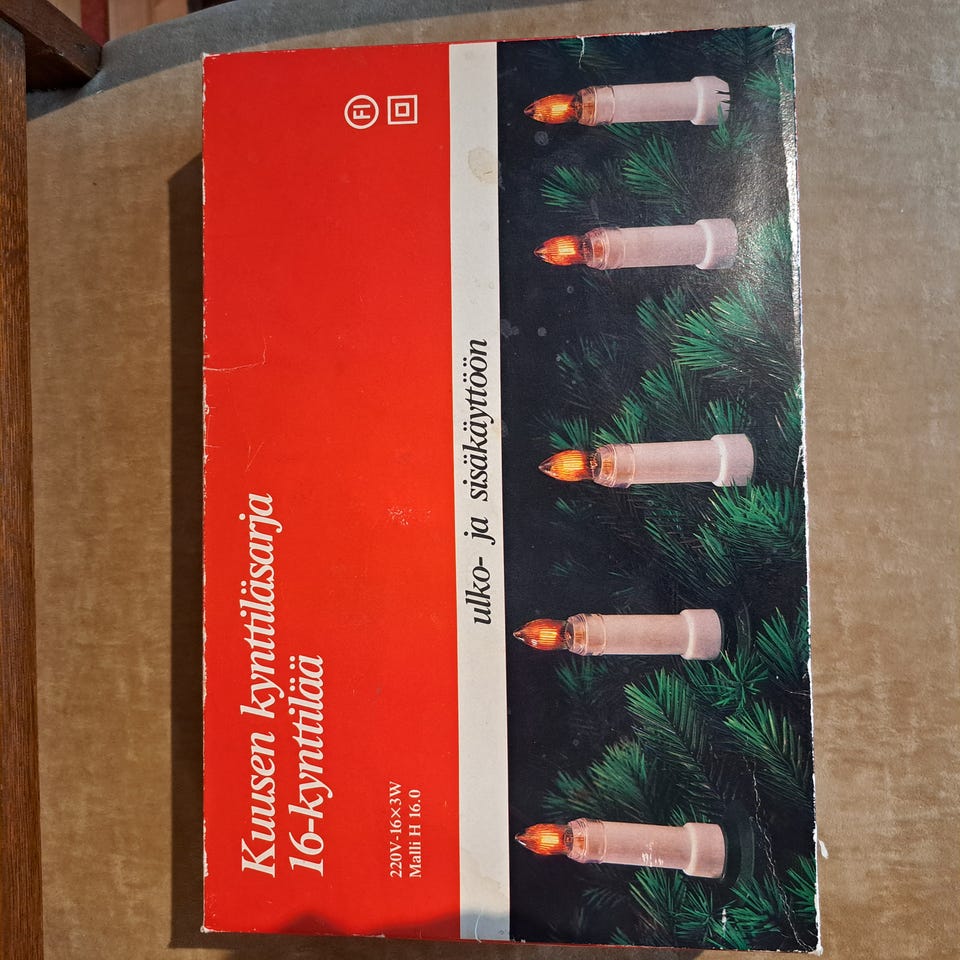 Kuusen kynttiläsarja
16-kynttilää
220V-16×3W
Malli H 16.0
FI
ulko- ja sisäkäyttöön